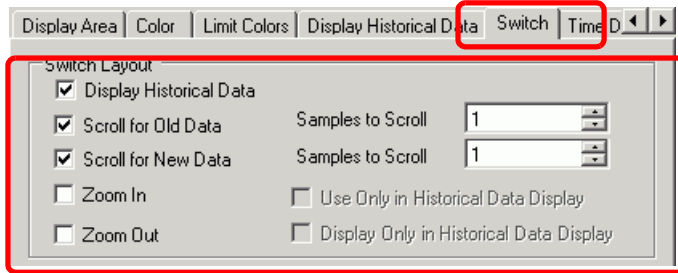 Display Area Color Limit Colors Display Historical Data Switch Time D
Switch Layout
Display Historical Data
Scroll for Old Data Samples to Scroll 1
Scroll for New Data Samples to Scroll 1
Zoom In Use Only in Historical Data Display
Zoom Out Display Only in Historical Data Display